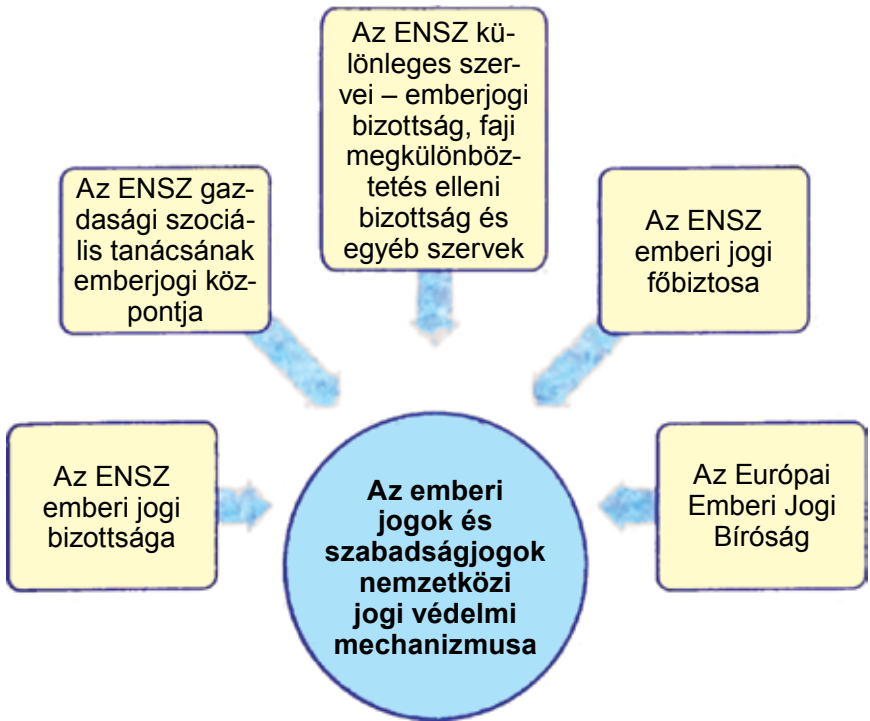 Az ENSZ kü-
lönleges szer-
vei – emberjogi
bizottság, faji
megkülönböz-
tetés elleni
bizottság és
egyéb szervek
Az ENSZ gaz-
dasági szociá-
lis tanácsának
emberjogi köz-
pontja
Az ENSZ
emberi jogi
főbiztosa
Az ENSZ
emberi jogi
bizottsága
Az emberi
jogok és
szabadságjogok
nemzetközi
jogi védelmi
mechanizmusa
Az Európai
Emberi Jogi
Bíróság